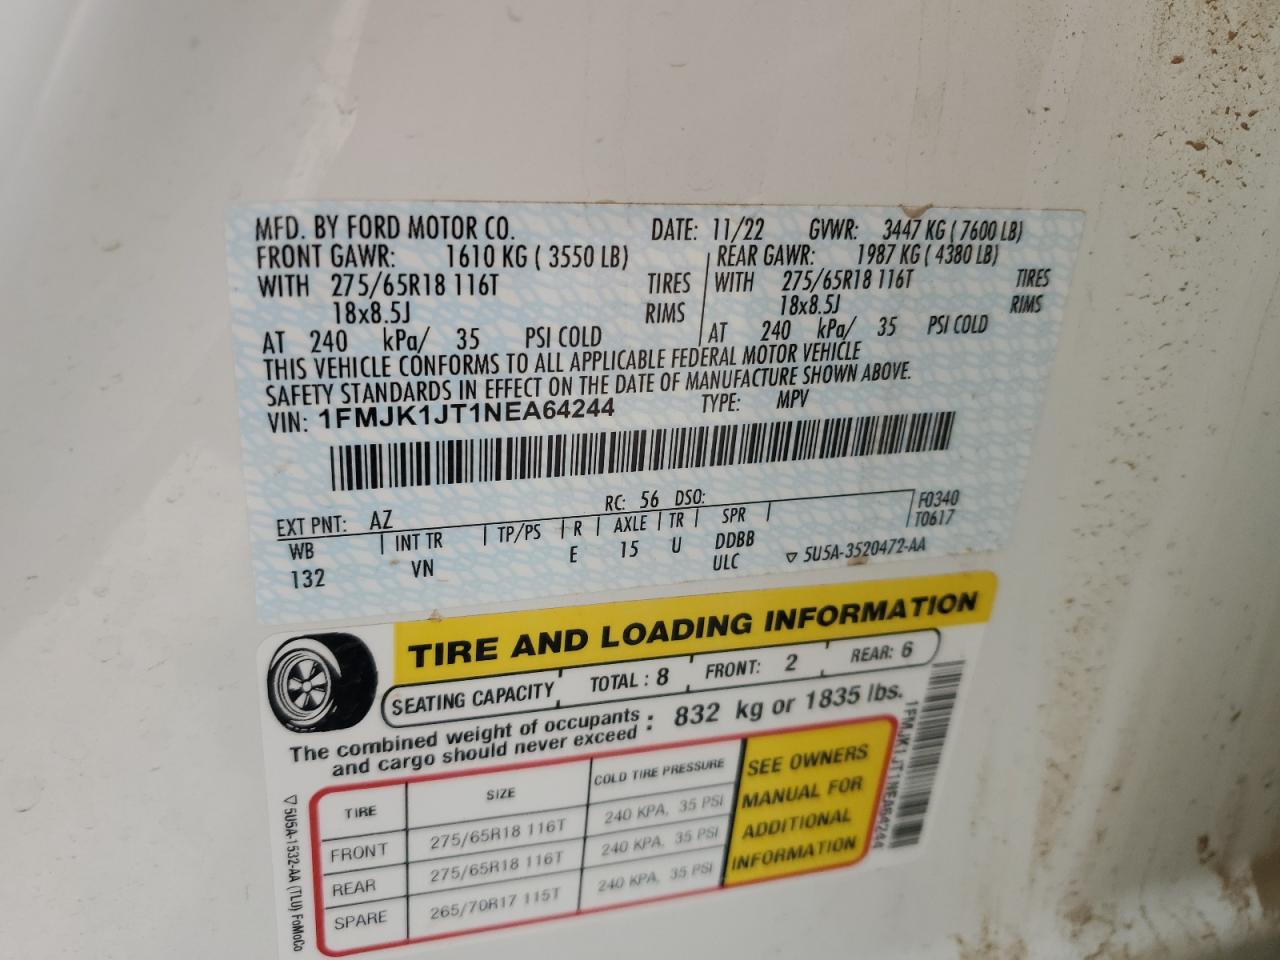 MFD. BY FORD MOTOR CO. DATE: 11/22 GVWR: 3447 KG ( 7600 LB)
FRONT GAWR: 1610 KG ( 3550 LB) REAR GAWR: 1987 KG ( 4380 LB)
WITH 275/65R18 116T TIRES WITH 275/65R18 116T TIRES
18x8.5J RIMS 18x8.5J RIMS
AT 240 kPa/ 35 PSI COLD AT 240 kPa/ 35 PSI COLD
THIS VEHICLE CONFORMS TO ALL APPLICABLE FEDERAL MOTOR VEHICLE
SAFETY STANDARDS IN EFFECT ON THE DATE OF MANUFACTURE SHOWN ABOVE.
VIN: 1FMJK1JT1NEA64244 TYPE: MPV
EXT PNT: AZ RC: 56 DSO: F0340
WB INT TR TP/PS R AXLE TR SPR T0617
132 VN E 15 U DDBB
ULC ▽ 5U5A-3520472-AA
TIRE AND LOADING INFORMATION
SEATING CAPACITY TOTAL : 8 FRONT: 2 REAR: 6
The combined weight of occupants
and cargo should never exceed : 832 kg or 1835 lbs.
TIRE SIZE COLD TIRE PRESSURE
FRONT 275/65R18 116T 240 KPA, 35 PSI
REAR 275/65R18 116T 240 KPA, 35 PSI
SPARE 265/70R17 115T 240 KPA, 35 PSI
SEE OWNERS
MANUAL FOR
ADDITIONAL
INFORMATION
1FMJK1JT1NEA64244
▽ 5U5A-1532-AA (TLU) FoMoCo